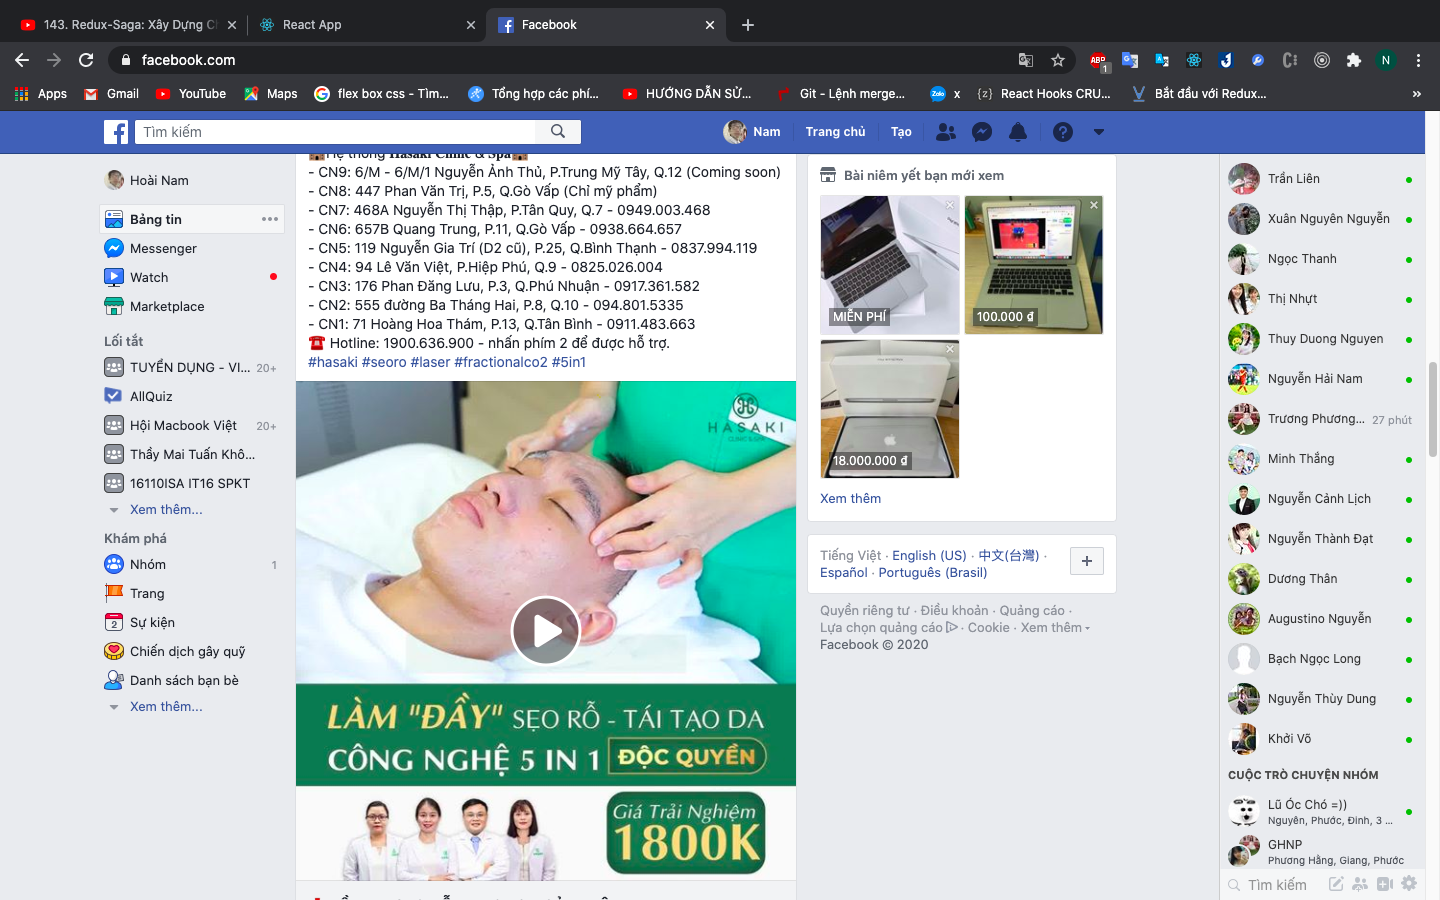 143. Redux-Saga: Xây Dựng Ch
React App
Facebook
facebook.com
ABP
1
N
Apps
Gmail
YouTube
Maps
flex box css - Tìm...
Tổng hợp các phí...
HƯỚNG DẪN SỬ...
Git - Lệnh merge...
Zalo
x
{z}
React Hooks CRU...
Bắt đầu với Redux...
»
Tìm kiếm
Nam
Trang chủ
Tạo
Hoài Nam
Bảng tin
Messenger
Watch
Marketplace
Lối tắt
TUYỂN DỤNG - VI... 20+
AllQuiz
Hội Macbook Việt 20+
Thầy Mai Tuấn Khô...
16110ISA IT16 SPKT
Xem thêm...
Khám phá
Nhóm 1
Trang
2
Sự kiện
Chiến dịch gây quỹ
Danh sách bạn bè
Xem thêm...
Hệ thống Hasaki Clinic & Spa
- CN9: 6/M - 6/M/1 Nguyễn Ảnh Thủ, P.Trung Mỹ Tây, Q.12 (Coming soon)
- CN8: 447 Phan Văn Trị, P.5, Q.Gò Vấp (Chỉ mỹ phẩm)
- CN7: 468A Nguyễn Thị Thập, P.Tân Quy, Q.7 - 0949.003.468
- CN6: 657B Quang Trung, P.11, Q.Gò Vấp - 0938.664.657
- CN5: 119 Nguyễn Gia Trí (D2 cũ), P.25, Q.Bình Thạnh - 0837.994.119
- CN4: 94 Lê Văn Việt, P.Hiệp Phú, Q.9 - 0825.026.004
- CN3: 176 Phan Đăng Lưu, P.3, Q.Phú Nhuận - 0917.361.582
- CN2: 555 đường Ba Tháng Hai, P.8, Q.10 - 094.801.5335
- CN1: 71 Hoàng Hoa Thám, P.13, Q.Tân Bình - 0911.483.663
☎️ Hotline: 1900.636.900 - nhấn phím 2 để được hỗ trợ.
#hasaki #seoro #laser #fractionalco2 #5in1
HASAKI
CLINIC & SPA
LÀM "ĐẦY" SẸO RỖ - TÁI TẠO DA
CÔNG NGHỆ 5 IN 1 ĐỘC QUYỀN
Giá Trải Nghiệm
1800K
Bài niêm yết bạn mới xem
MIỄN PHÍ
100.000 ₫
18.000.000 ₫
Xem thêm
Tiếng Việt · English (US) · 中文(台灣) ·
Español · Português (Brasil)
Quyền riêng tư · Điều khoản · Quảng cáo ·
Lựa chọn quảng cáo · Cookie · Xem thêm
Facebook © 2020
Trần Liên
Xuân Nguyên Nguyễn
Ngọc Thanh
Thị Nhựt
Thuy Duong Nguyen
Nguyễn Hải Nam
Trương Phương... 27 phút
Minh Thắng
Nguyễn Cảnh Lịch
Nguyễn Thành Đạt
Dương Thân
Augustino Nguyễn
Bạch Ngọc Long
Nguyễn Thùy Dung
Khởi Võ
CUỘC TRÒ CHUYỆN NHÓM
Lũ Óc Chó =))
Nguyên, Phước, Đinh, 3 ...
GHNP
Phương Hằng, Giang, Phước
Tìm kiếm